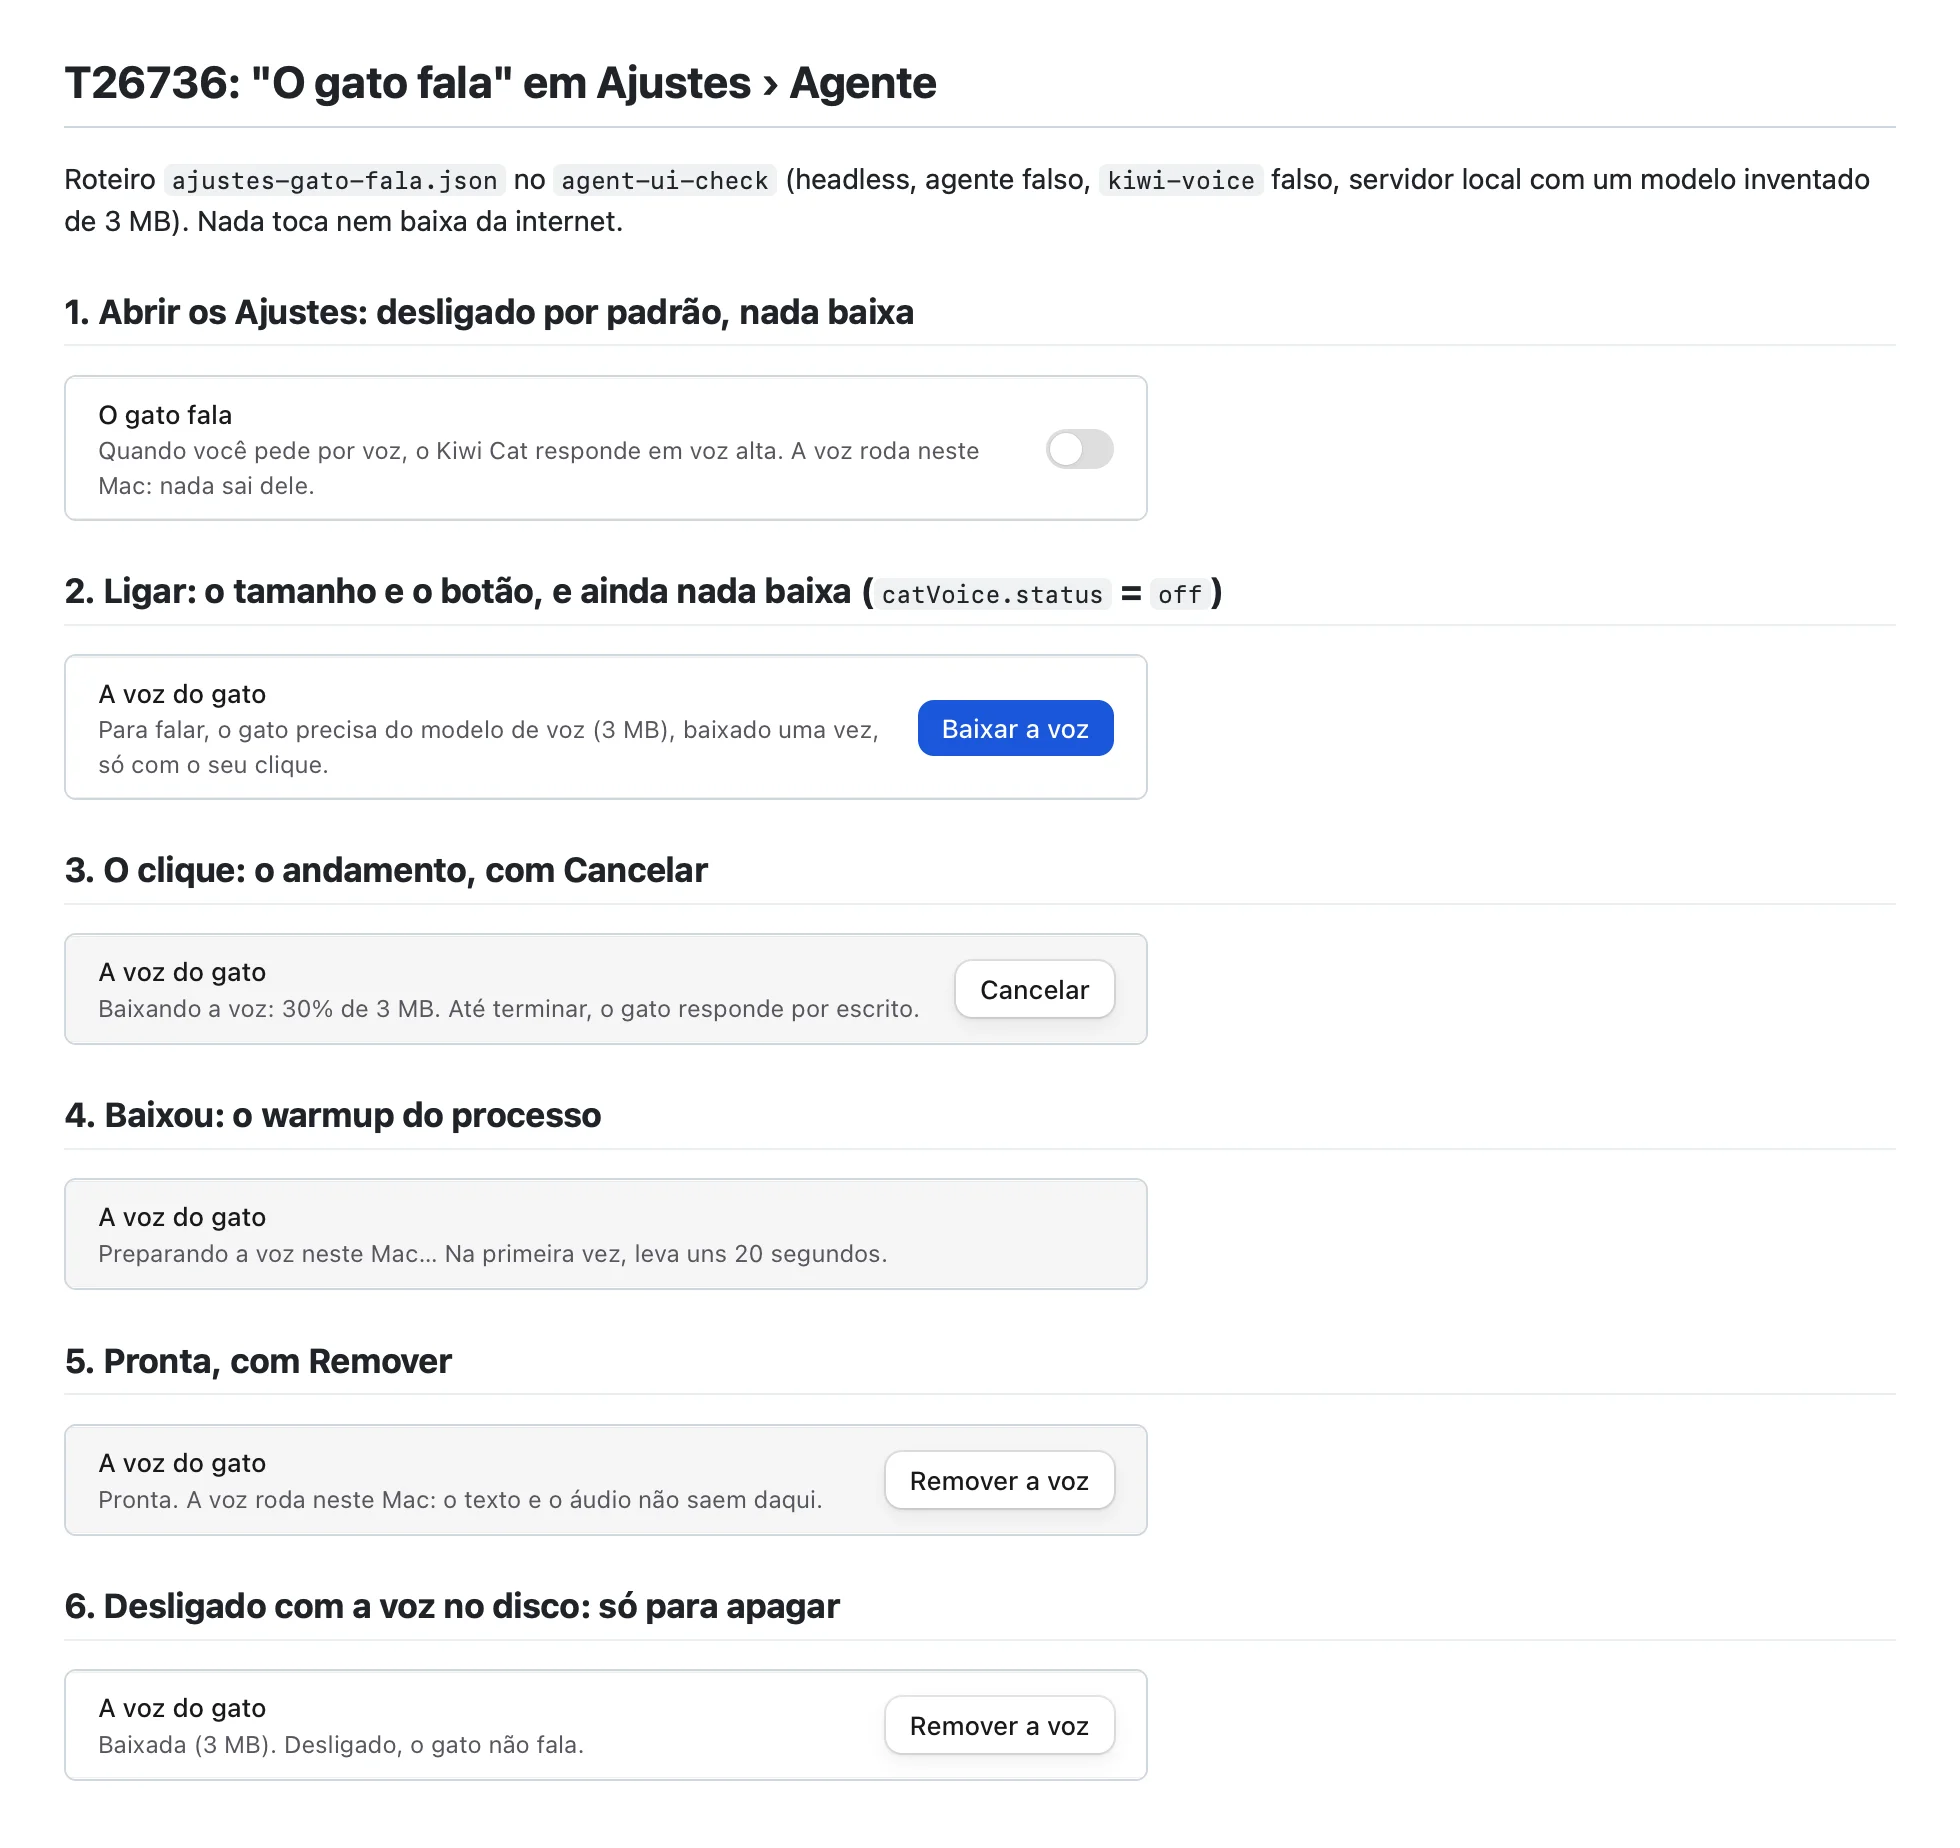 T26736: "O gato fala" em Ajustes › Agente
Roteiro ajustes-gato-fala.json no agent-ui-check (headless, agente falso, kiwi-voice falso, servidor local com um modelo inventado
de 3 MB). Nada toca nem baixa da internet.
1. Abrir os Ajustes: desligado por padrão, nada baixa
O gato fala
Quando você pede por voz, o Kiwi Cat responde em voz alta. A voz roda neste
Mac: nada sai dele.
2. Ligar: o tamanho e o botão, e ainda nada baixa (catVoice.status = off)
A voz do gato
Para falar, o gato precisa do modelo de voz (3 MB), baixado uma vez,
só com o seu clique.
Baixar a voz
3. O clique: o andamento, com Cancelar
A voz do gato
Baixando a voz: 30% de 3 MB. Até terminar, o gato responde por escrito.
Cancelar
4. Baixou: o warmup do processo
A voz do gato
Preparando a voz neste Mac... Na primeira vez, leva uns 20 segundos.
5. Pronta, com Remover
A voz do gato
Pronta. A voz roda neste Mac: o texto e o áudio não saem daqui.
Remover a voz
6. Desligado com a voz no disco: só para apagar
A voz do gato
Baixada (3 MB). Desligado, o gato não fala.
Remover a voz